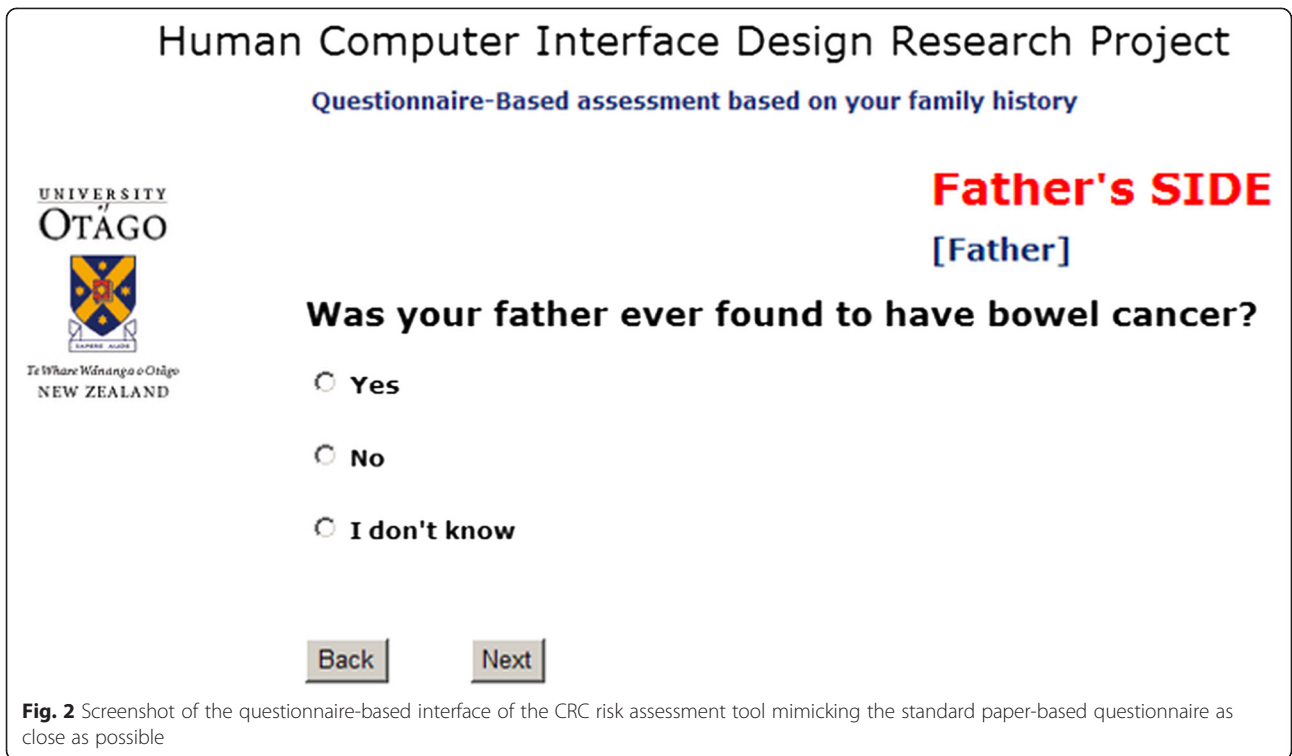 Human Computer Interface Design Research Project
Questionnaire-Based assessment based on your family history
UNIVERSITY
of
OTĀGO
SAPERE AUDE
Te Whare Wānanga o Otāgo
NEW ZEALAND
Father's SIDE
[Father]
Was your father ever found to have bowel cancer?
Yes
No
I don't know
Back Next
Fig. 2 Screenshot of the questionnaire-based interface of the CRC risk assessment tool mimicking the standard paper-based questionnaire as
close as possible